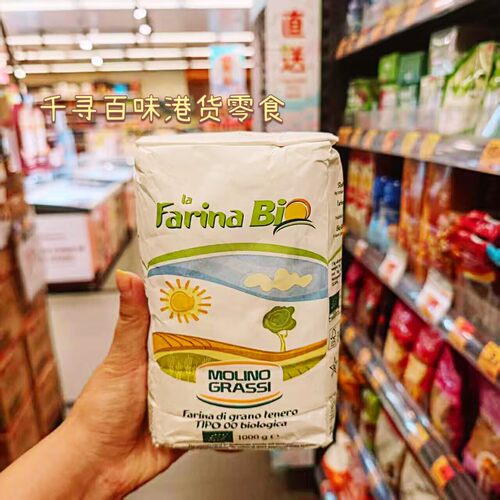 直送
千寻百味港货零食
la
Farina Bio
MOLINO
GRASSI
Farina di grano tenero
TIPO 00 biologica
1000 g e